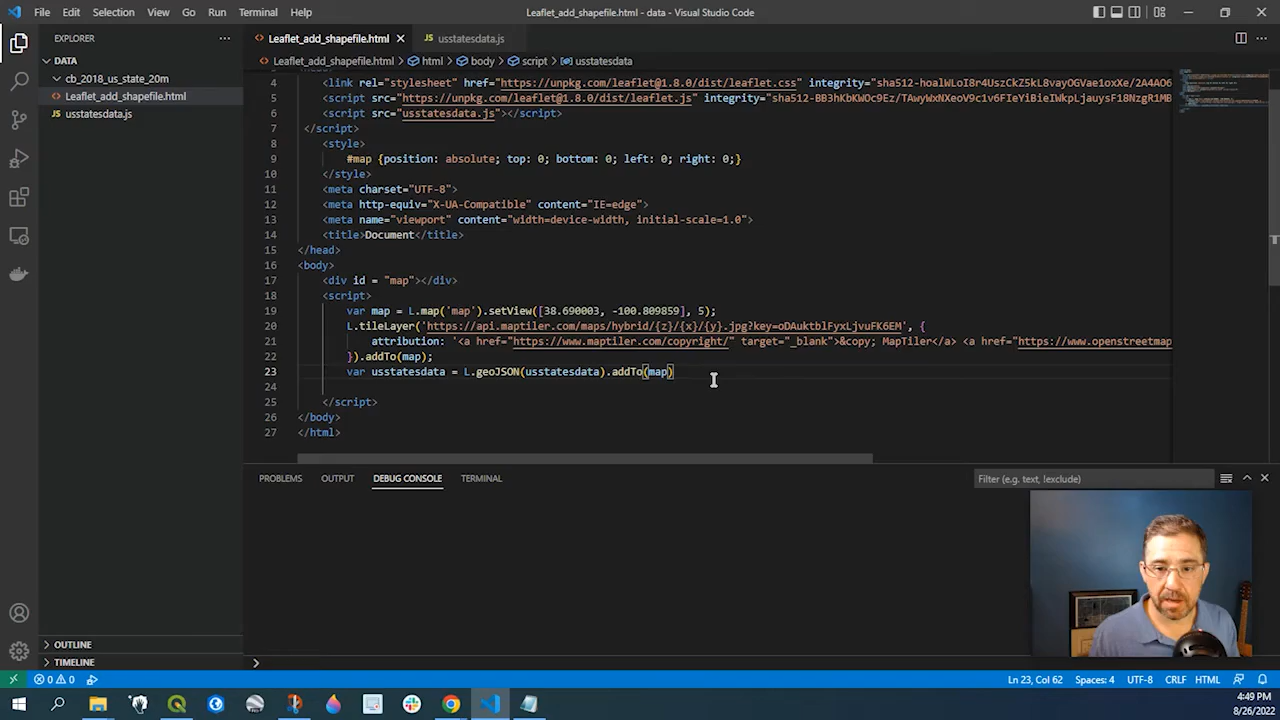 File Edit Selection View Go Run Terminal Help
Leaflet_add_shapefile.html - data - Visual Studio Code
EXPLORER
DATA
cb_2018_us_state_20m
Leaflet_add_shapefile.html
usstatesdata.js
OUTLINE
TIMELINE
Leaflet_add_shapefile.html usstatesdata.js
Leaflet_add_shapefile.html > html > body > script > usstatesdata
4 <link rel="stylesheet" href="https://unpkg.com/leaflet@1.8.0/dist/leaflet.css" integrity=
5 <script src="https://unpkg.com/leaflet@1.8.0/dist/leaflet.js" integrity=
6 <script src="usstatesdata.js"></script>
7 </script>
8 <style>
9 #map {position: absolute; top: 0; bottom: 0; left: 0; right: 0;}
10 </style>
11 <meta charset="UTF-8">
12 <meta http-equiv="X-UA-Compatible" content="IE=edge">
13 <meta name="viewport" content="width=device-width, initial-scale=1.0">
14 <title>Document</title>
15 </head>
16 <body>
17 <div id = "map"></div>
18 <script>
19 var map = L.map('map').setView([38.690003, -100.809859], 5);
20 L.tileLayer('https://api.maptiler.com/maps/hybrid/{z}/{x}/{y}.jpg?key=oDAuktblFyxLjvuFK6EM', {
21 attribution: '<a href="https://www.maptiler.com/copyright/" target="_blank">&copy; MapTiler</a> <a href="https://www.openstreetmap
22 }).addTo(map);
23 var usstatesdata = L.geoJSON(usstatesdata).addTo(map)
24
25 </script>
26 </body>
27 </html>
PROBLEMS OUTPUT DEBUG CONSOLE TERMINAL
Filter (e.g. text, !exclude)
0 0
Ln 23, Col 62 Spaces: 4 UTF-8 CRLF HTML
4:49 PM
8/26/2022